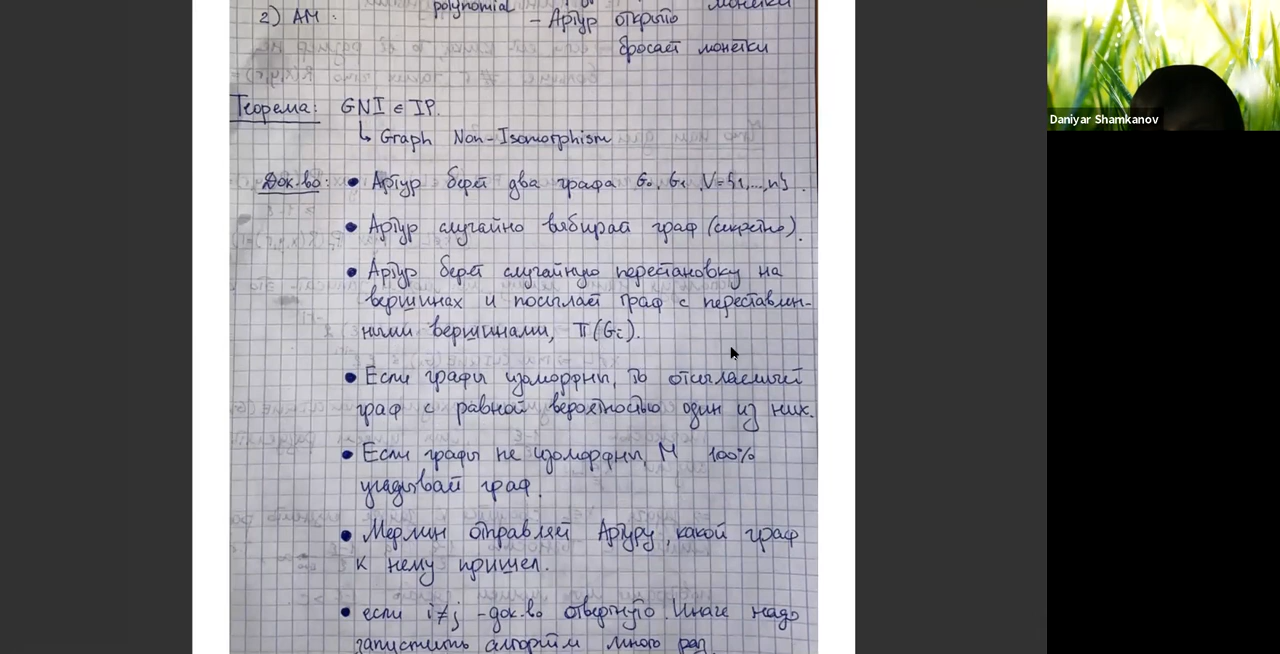 polynomial монетки
2) AM: - Артур открыто
бросает монетки
Теорема: GNI ∈ IP.
↳ Graph Non-Isomorphism
Док-во: • Артур берет два графа G₀, G₁, V={1,...,n}.
• Артур случайно выбирает граф (секретно).
• Артур берет случайную перестановку на
вершинах и посылает граф с переставлен-
ными вершинами, π(Gᵢ).
• Если графы изоморфны, то отсылаемый
граф с равной вероятностью один из них.
• Если графы не изоморфны, М 100%
угадывает граф.
• Мерлин отправляет Артуру, какой граф
к нему пришел.
• если i≠j - док-во отвергнуто. Иначе надо
запустить алгоритм много раз
Daniyar Shamkanov